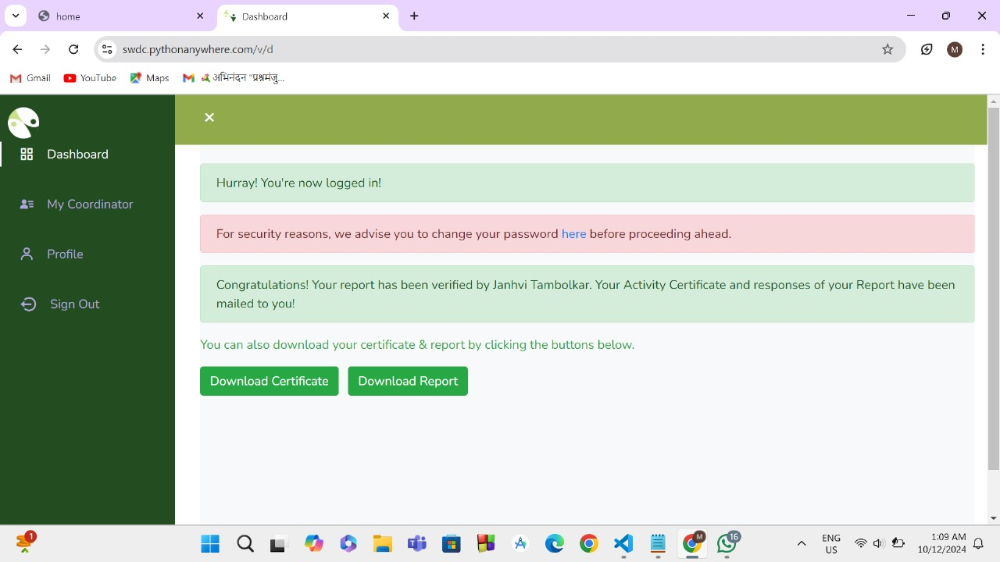 home
Dashboard
swdc.pythonanywhere.com/v/d
M
Gmail
YouTube
Maps
अभिनंदन "प्रश्नमंजु...
Dashboard
My Coordinator
Profile
Sign Out
Hurray! You're now logged in!
For security reasons, we advise you to change your password here before proceeding ahead.
Congratulations! Your report has been verified by Janhvi Tambolkar. Your Activity Certificate and responses of your Report have been
mailed to you!
You can also download your certificate & report by clicking the buttons below.
Download Certificate
Download Report
1
M
16
ENG
US
1:09 AM
10/12/2024